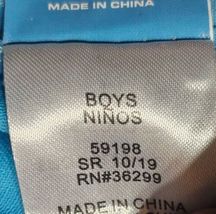 MADE IN CHINA
BOYS
NIÑOS
59198
SR 10/19
RN#36299
MADE IN CHINA